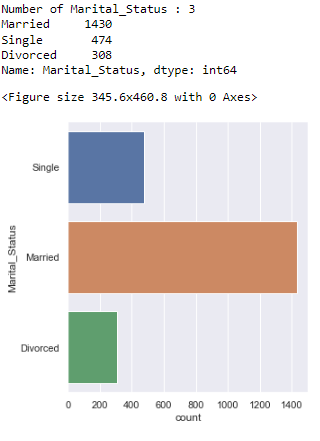 Number of Marital_Status : 3
Married     1430
Single       474
Divorced     308
Name: Marital_Status, dtype: int64
<Figure size 345.6x460.8 with 0 Axes>
Single
Married
Divorced
Marital_Status
0 200 400 600 800 1000 1200 1400
count